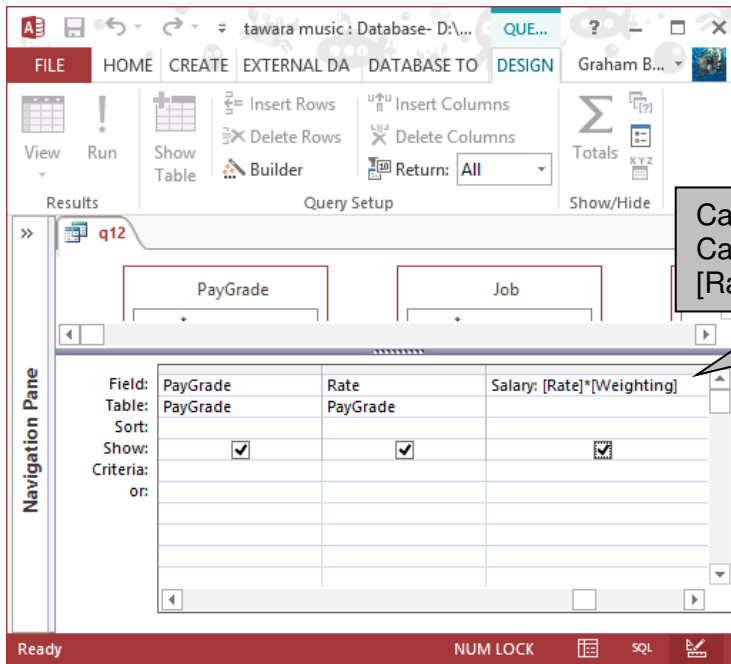 tawara music : Database- D:\... QUE... ?
FILE HOME CREATE EXTERNAL DA DATABASE TO DESIGN Graham B...
View Run Show Table Insert Rows Delete Rows Builder Insert Columns Delete Columns Return: All Totals
Results Query Setup Show/Hide
» q12
PayGrade Job
Ca
Ca
[Ra
Navigation Pane
Field: PayGrade Rate Salary: [Rate]*[Weighting]
Table: PayGrade PayGrade
Sort:
Show:
Criteria:
or:
Ready NUM LOCK SQL